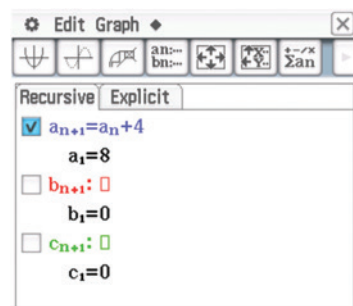 Edit Graph ◆
an:… bn:… X.. Y.. +−/× Σan
Recursive Explicit
aₙ₊₁=aₙ+4
a₁=8
bₙ₊₁: □
b₁=0
cₙ₊₁: □
c₁=0